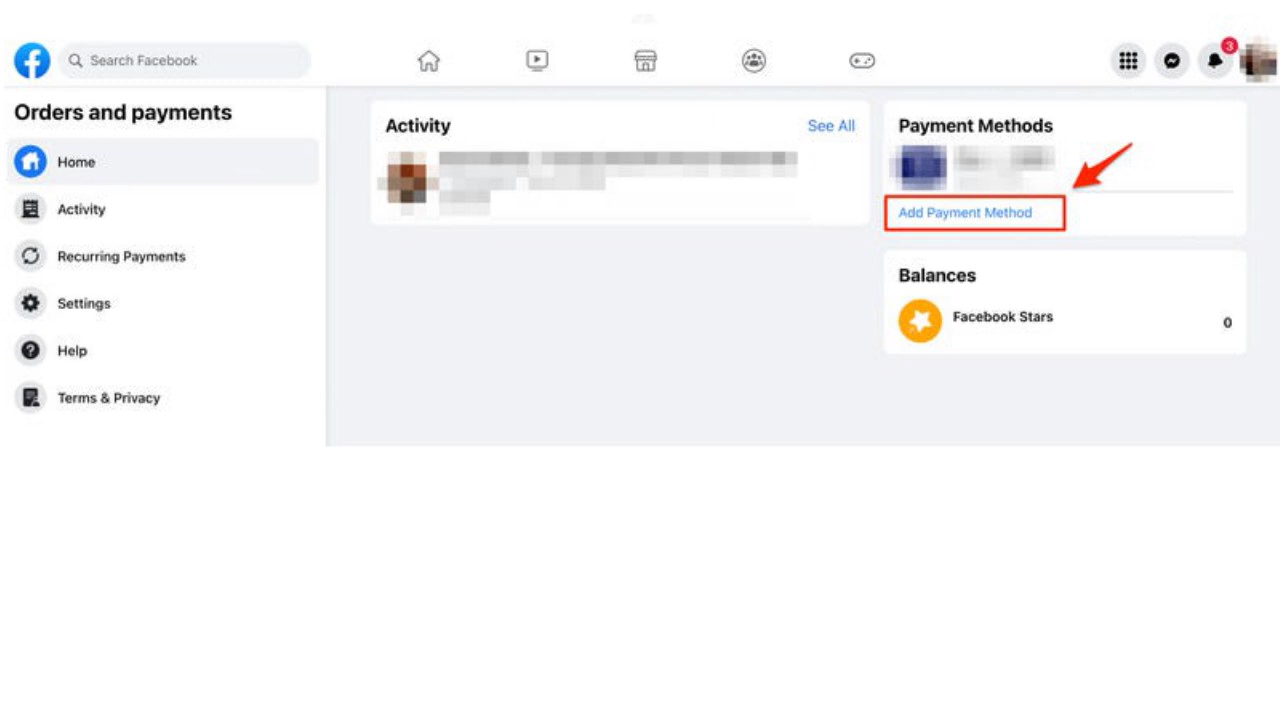 Search Facebook
3
Orders and payments
Home
Activity
Recurring Payments
Settings
Help
Terms & Privacy
Activity
See All
Payment Methods
Add Payment Method
Balances
Facebook Stars
0